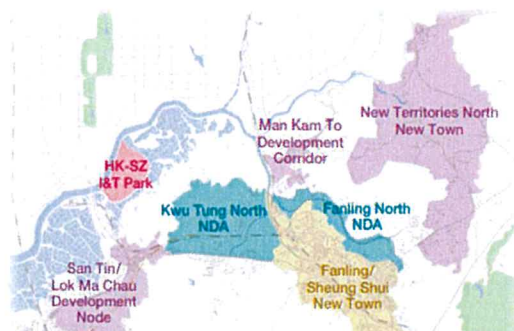 New Territories North
New Town
Man Kam To
Development
Corridor
HK-SZ
I&T Park
Kwu Tung North
NDA
Fanling North
NDA
San Tin/
Lok Ma Chau
Development
Node
Fanling/
Sheung Shui
New Town